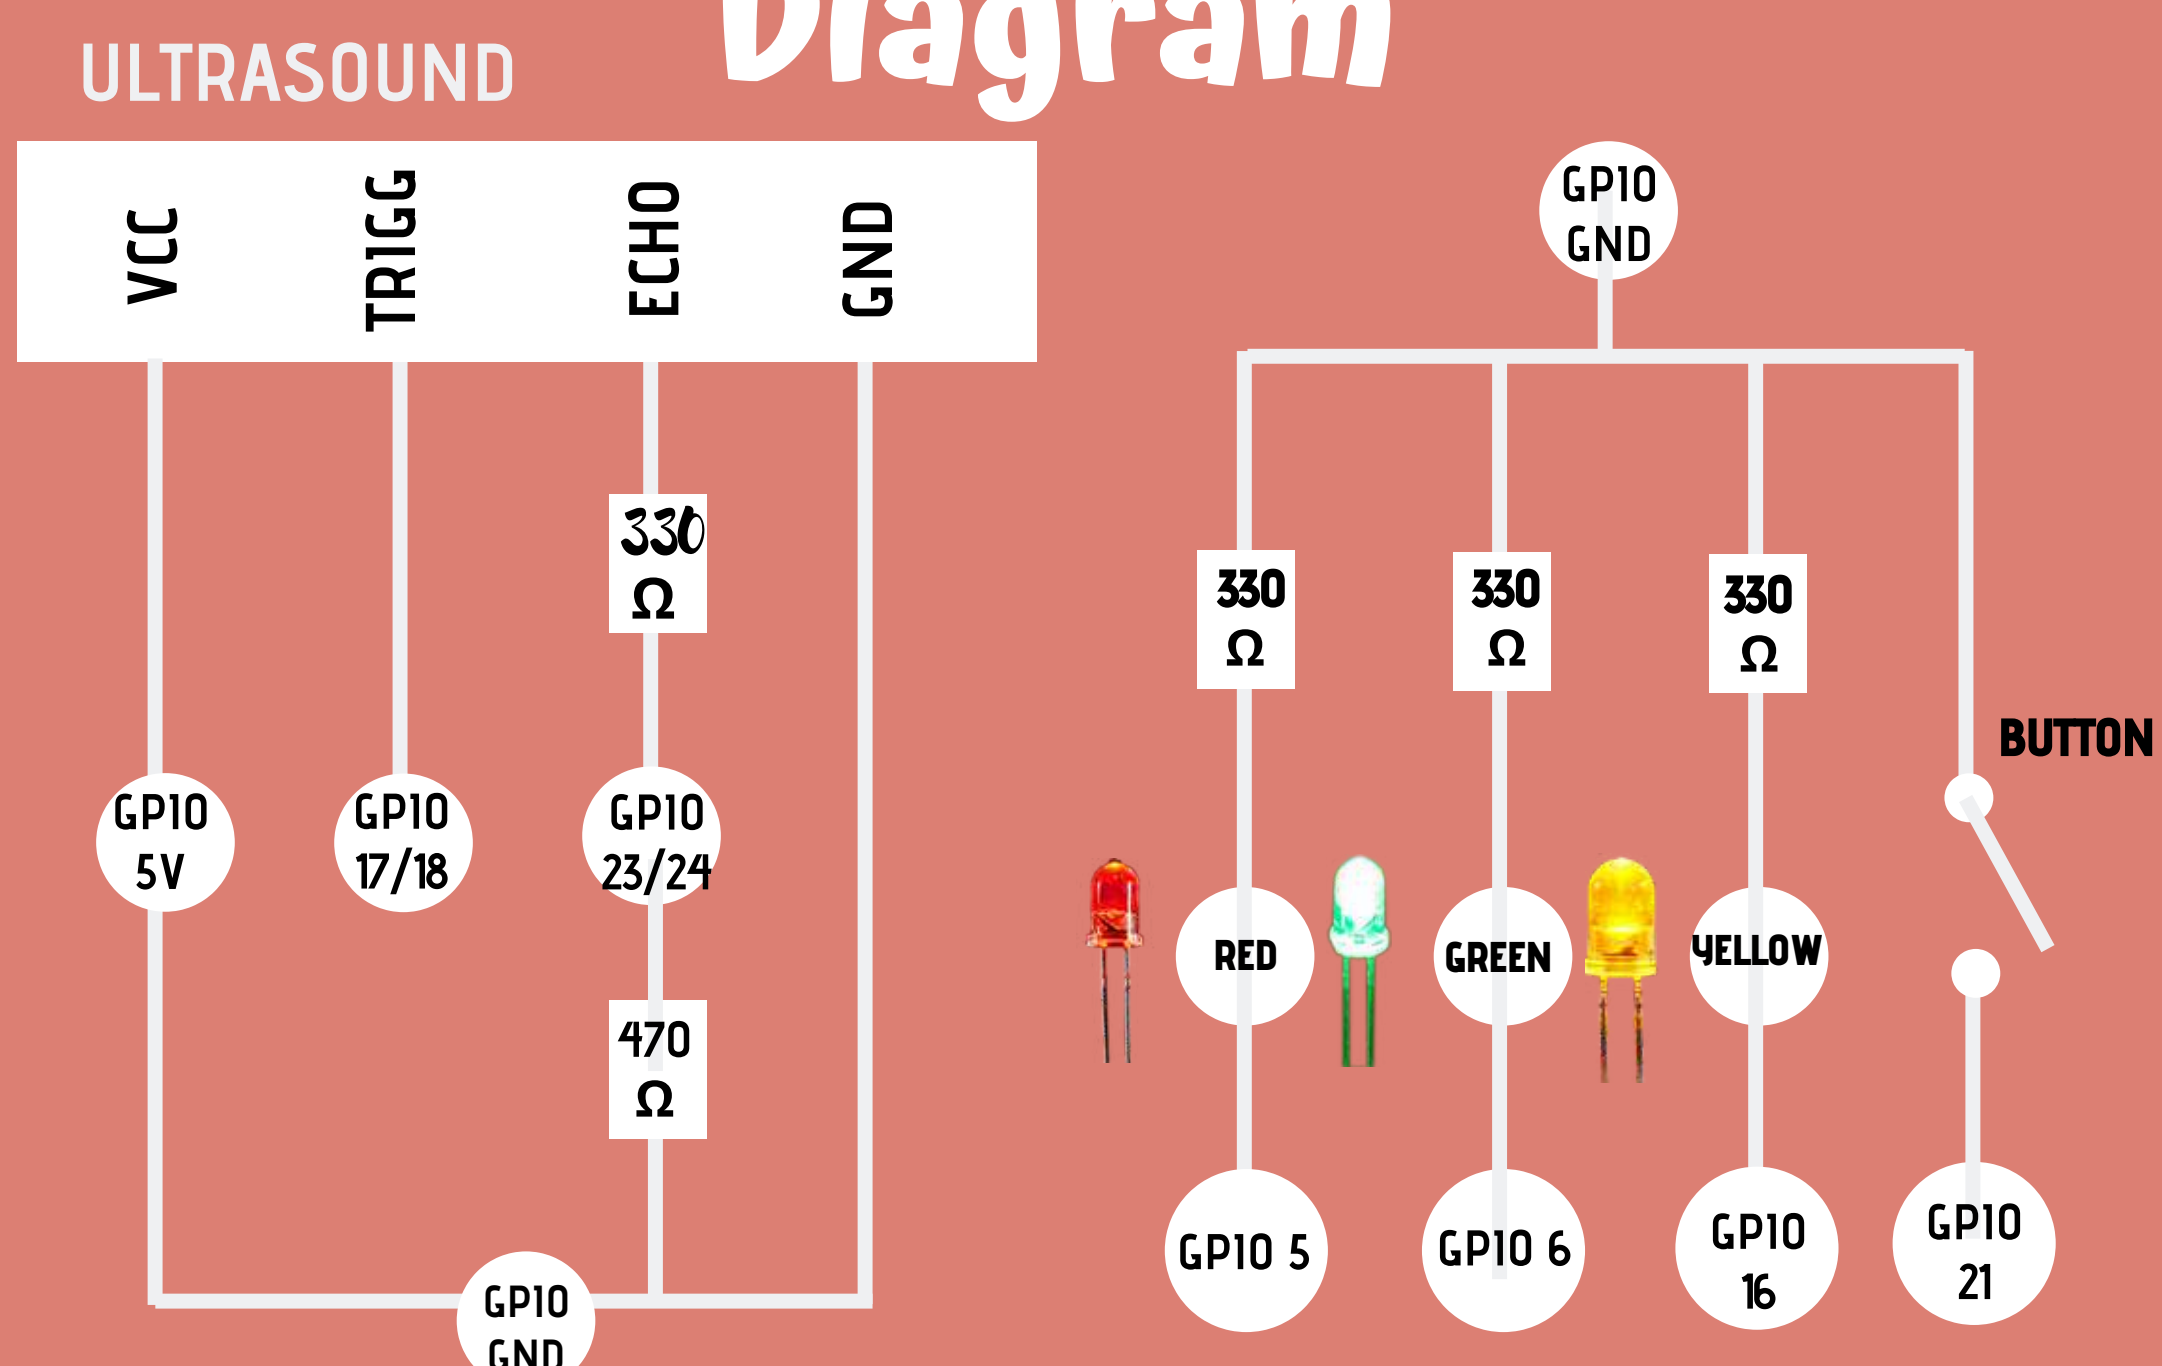 Diagram
ULTRASOUND
VCC
TRIGG
ECHO
GND
330
Ω
GPIO
5V
GPIO
17/18
GPIO
23/24
470
Ω
GPIO
GND
GPIO
GND
330
Ω
330
Ω
330
Ω
BUTTON
RED
GREEN
YELLOW
GPIO 5
GPIO 6
GPIO
16
GPIO
21